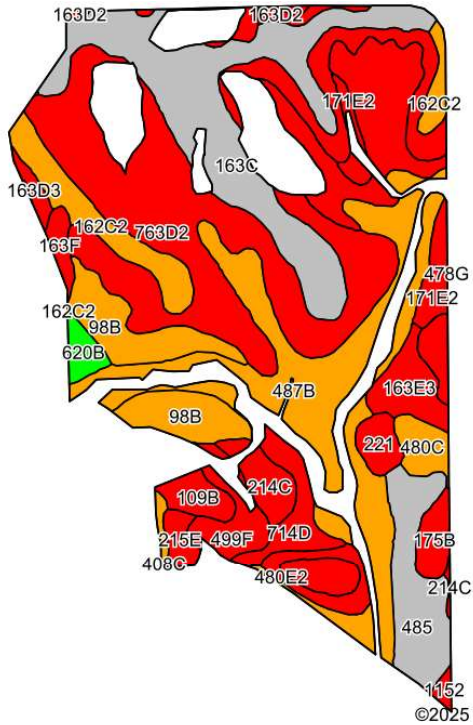 163D2
163D2
171E2
162C2
163C
163D3
162C2
763D2
163F
478G
171E2
162C2
98B
620B
487B
163E3
98B
221
480C
214C
109B
714D
215E
499F
175B
408C
480E2
214C
485
1152
©2025